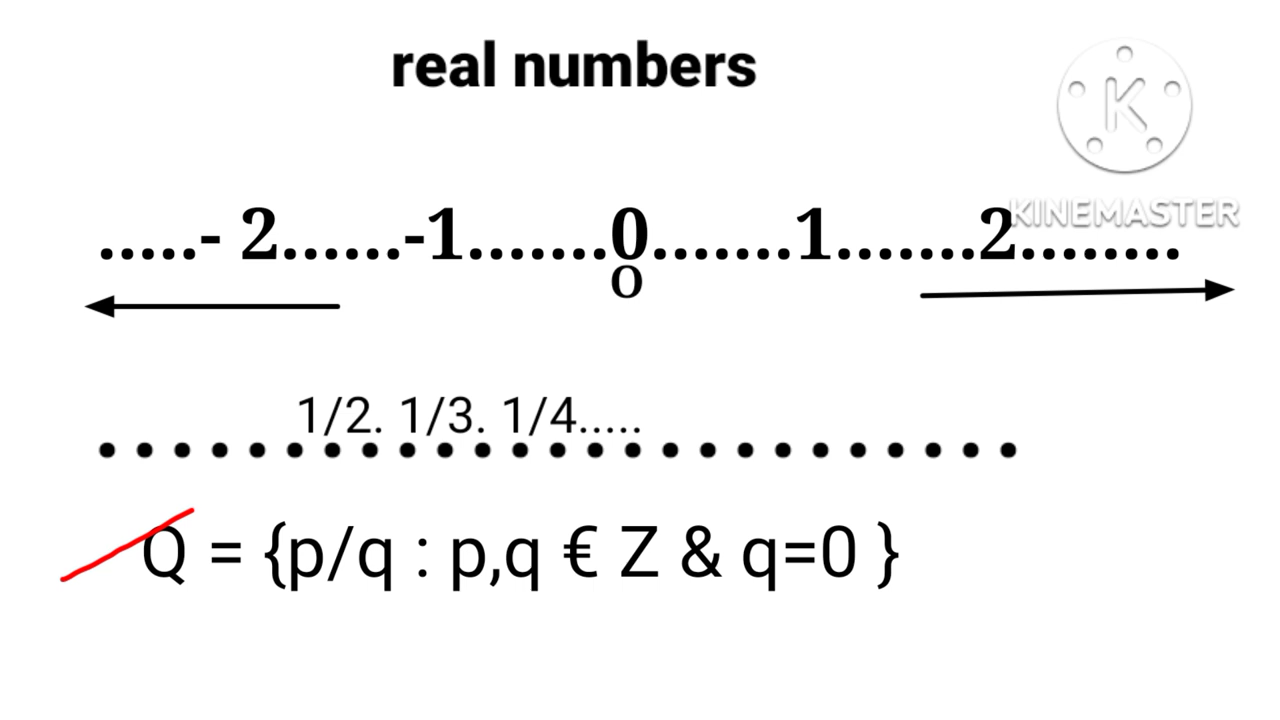 real numbers
K
KINEMASTER
.....- 2......-1.......0.......1.......2........
O
1/2. 1/3. 1/4.....
Q = {p/q : p,q € Z & q=0 }